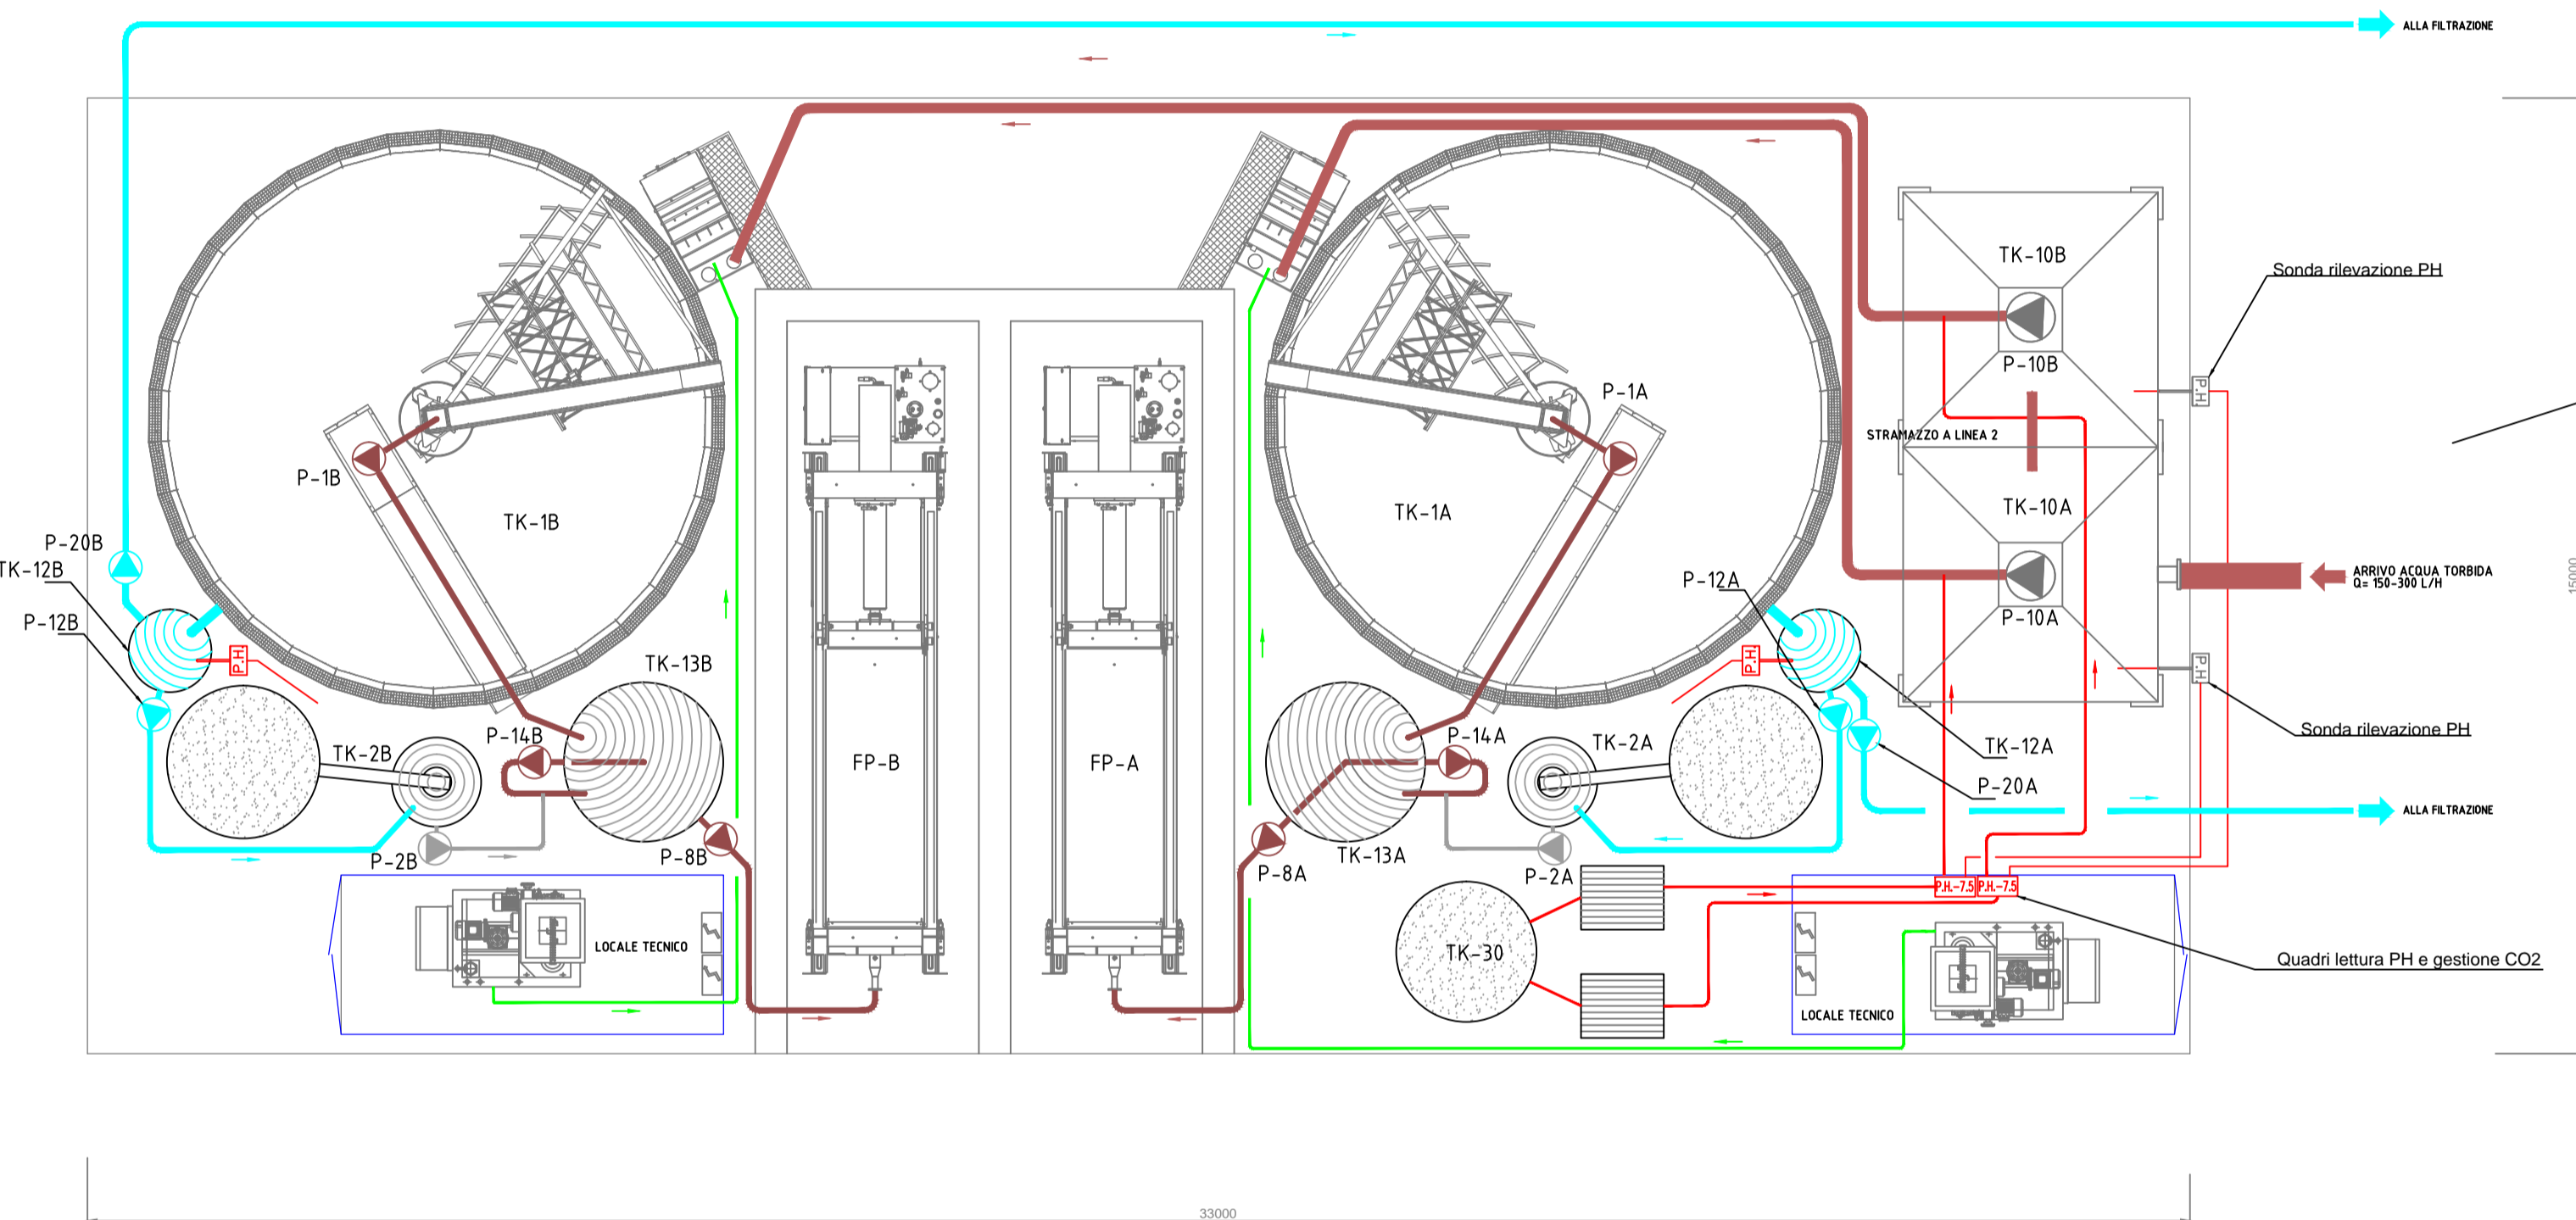 ALLA FILTRAZIONE
TK-10B
Sonda rilevazione PH
P-10B
P.H.
P-1A
STRAMAZZO A LINEA 2
P-1B
TK-10A
TK-1B
TK-1A
P-20B
TK-12B
P-12A
ARRIVO ACQUA TORBIDA
Q= 150-300 L/H
15000
P-10A
P-12B
P.H.
TK-13B
P.H.
P.H.
Sonda rilevazione PH
P-14B
P-14A
TK-2B
TK-2A
TK-12A
FP-B
FP-A
P-20A
ALLA FILTRAZIONE
P-2B
P-8B
TK-13A
P-8A
P-2A
P.H.-7.5
P.H.-7.5
LOCALE TECNICO
TK-30
Quadri lettura PH e gestione CO2
LOCALE TECNICO
33000